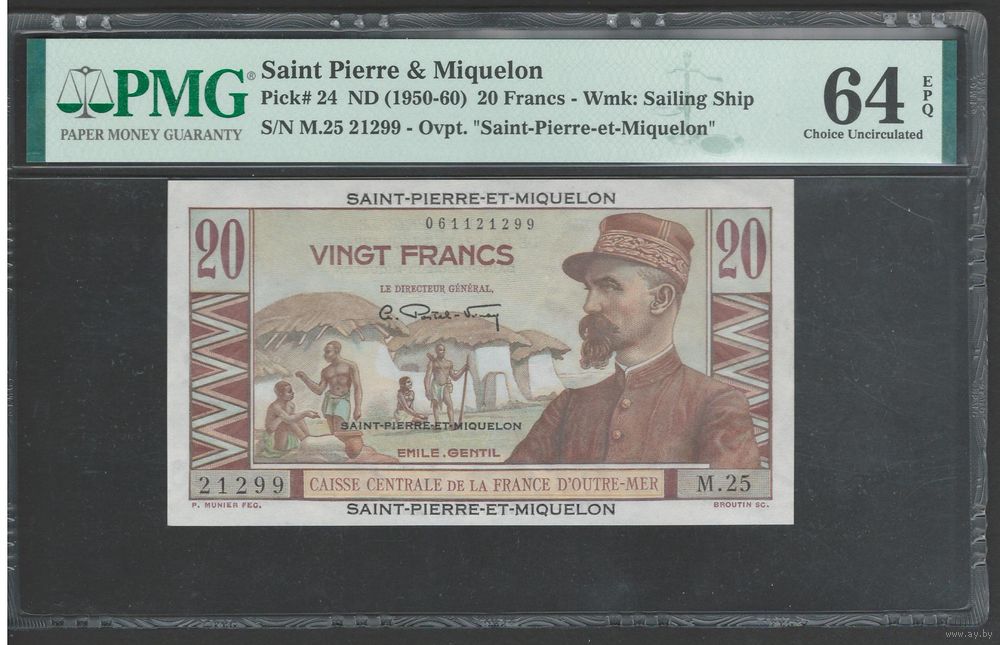 PMG®
PAPER MONEY GUARANTY
Saint Pierre & Miquelon
Pick# 24 ND (1950-60) 20 Francs - Wmk: Sailing Ship
S/N M.25 21299 - Ovpt. "Saint-Pierre-et-Miquelon"
64
EPQ
Choice Uncirculated
SAINT-PIERRE-ET-MIQUELON
20
061121299
20
VINGT FRANCS
LE DIRECTEUR GÉNÉRAL,
SAINT-PIERRE-ET-MIQUELON
EMILE.GENTIL
21299
CAISSE CENTRALE DE LA FRANCE D'OUTRE-MER
M.25
P. MUNIER FEC.
SAINT-PIERRE-ET-MIQUELON
BROUTIN SC.
www.ay.by